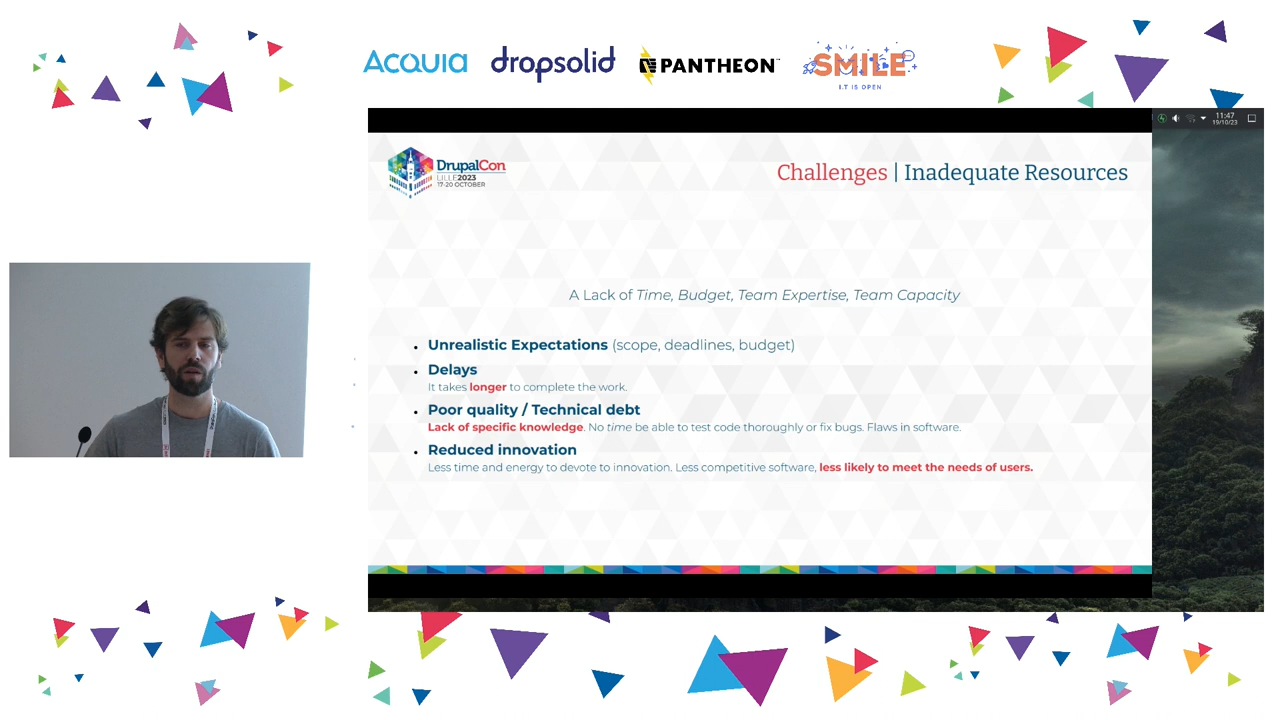 ACQUIA dropsolid PANTHEON SMILE
I.T IS OPEN
11:47
19/10/23
DrupalCon
LILLE2023
17-20 OCTOBER
Challenges | Inadequate Resources
A Lack of Time, Budget, Team Expertise, Team Capacity
• Unrealistic Expectations (scope, deadlines, budget)
• Delays
It takes longer to complete the work.
• Poor quality / Technical debt
Lack of specific knowledge. No time be able to test code thoroughly or fix bugs. Flaws in software.
• Reduced innovation
Less time and energy to devote to innovation. Less competitive software, less likely to meet the needs of users.